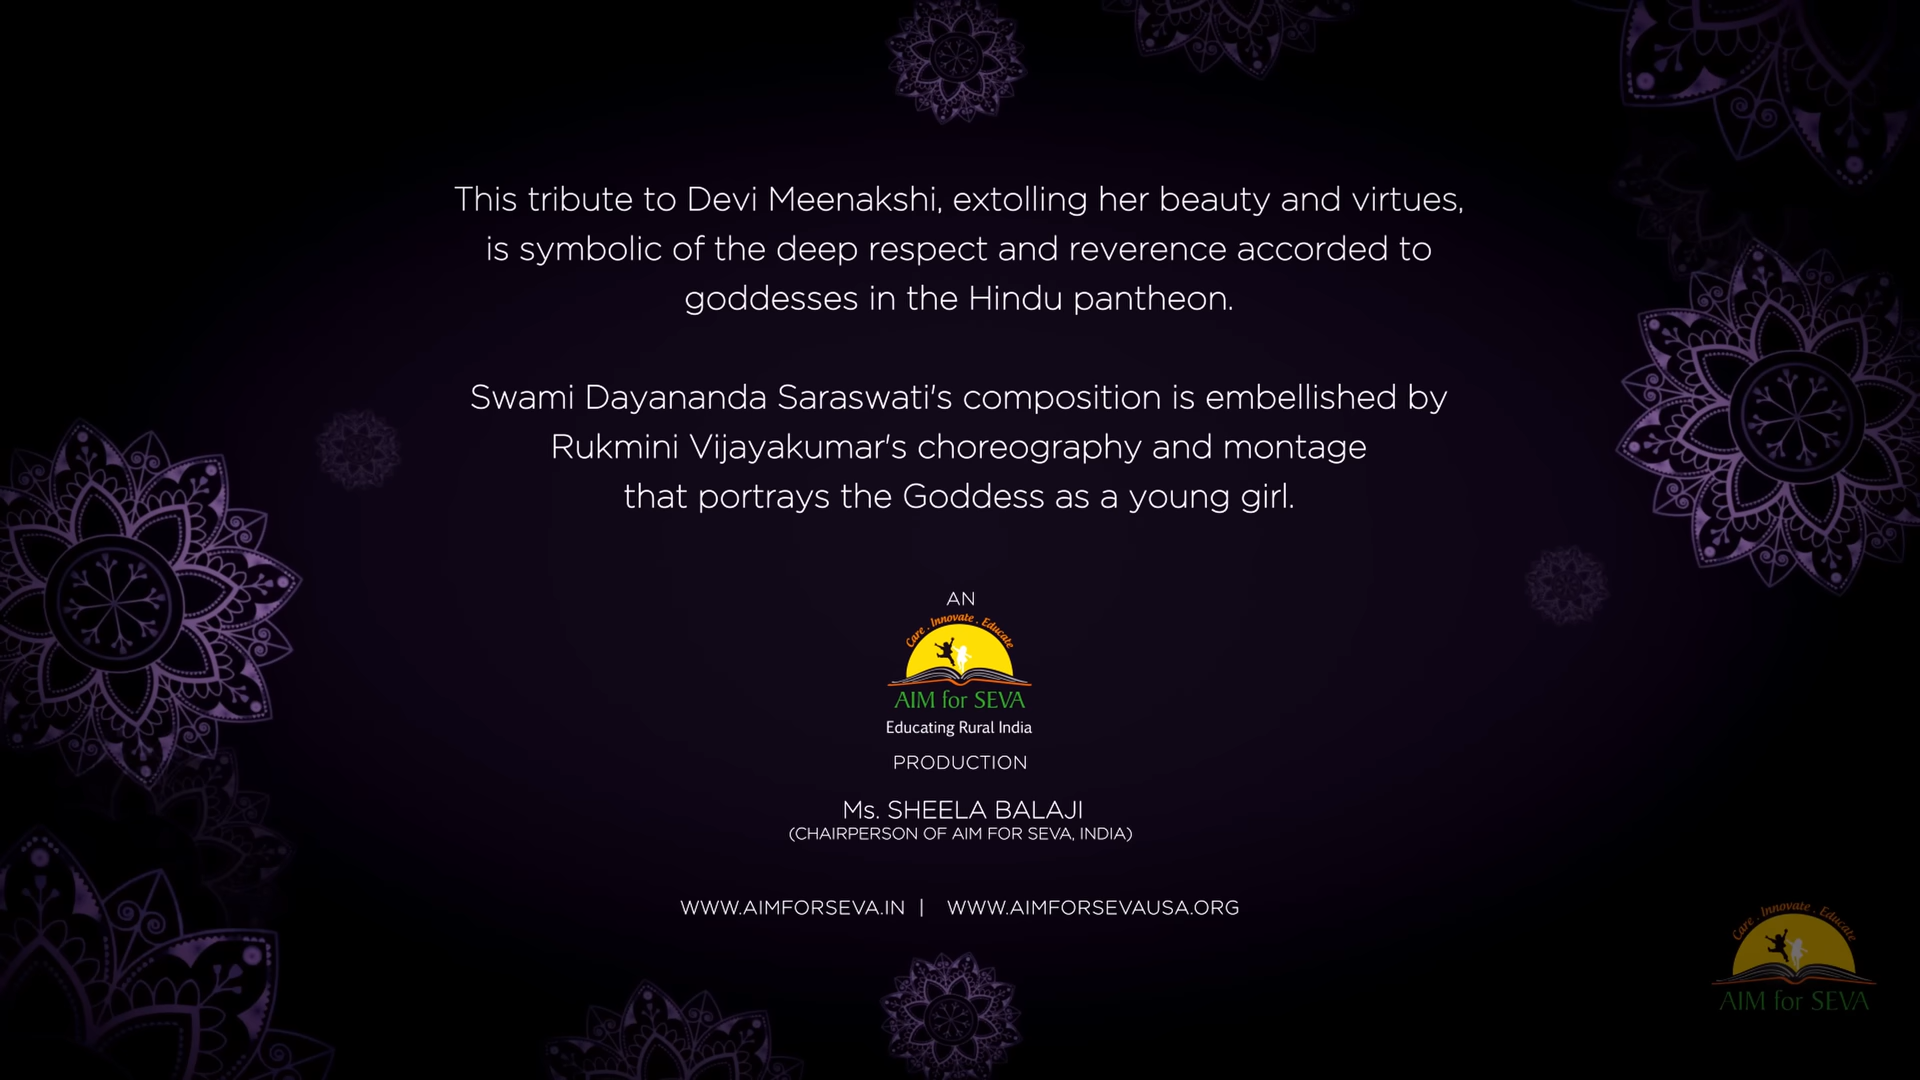 This tribute to Devi Meenakshi, extolling her beauty and virtues,
is symbolic of the deep respect and reverence accorded to
goddesses in the Hindu pantheon.
Swami Dayananda Saraswati's composition is embellished by
Rukmini Vijayakumar's choreography and montage
that portrays the Goddess as a young girl.
AN
Care . Innovate . Educate
AIM for SEVA
Educating Rural India
PRODUCTION
Ms. SHEELA BALAJI
(CHAIRPERSON OF AIM FOR SEVA, INDIA)
WWW.AIMFORSEVA.IN | WWW.AIMFORSEVAUSA.ORG
Care . Innovate . Educate
AIM for SEVA